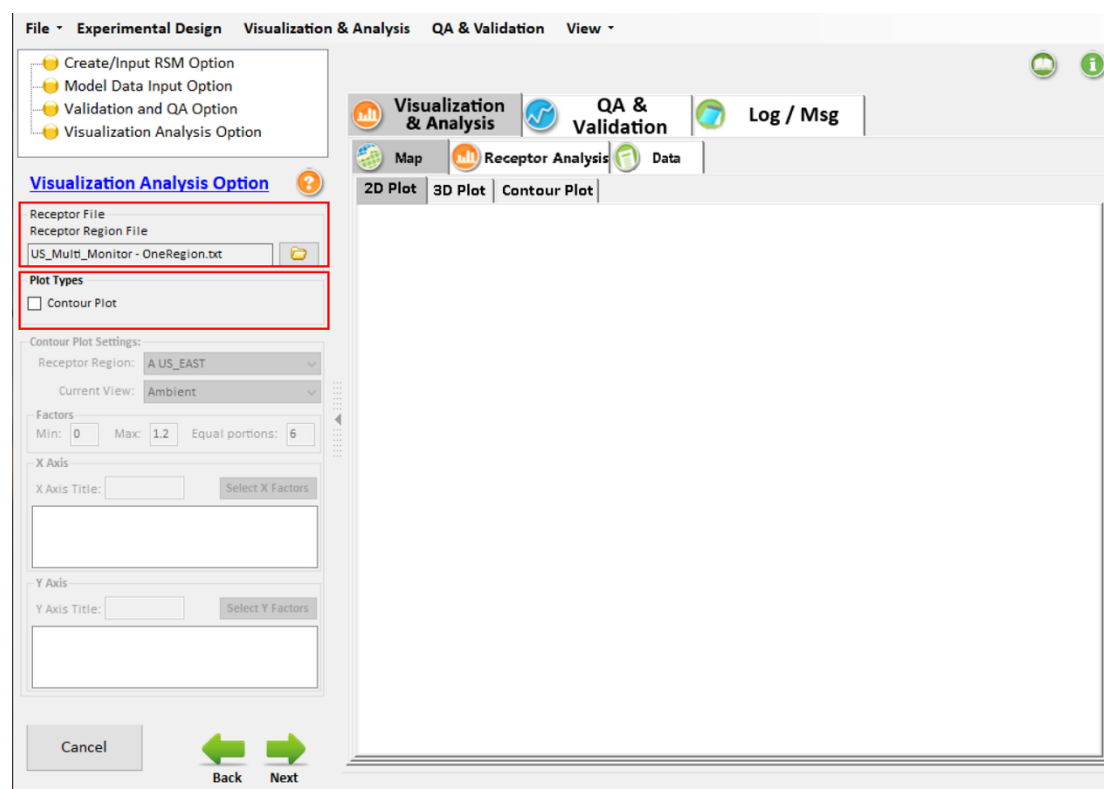 File Experimental Design Visualization & Analysis QA & Validation View
Create/Input RSM Option
Model Data Input Option
Validation and QA Option
Visualization Analysis Option
Visualization & Analysis
QA & Validation
Log / Msg
Map Receptor Analysis Data
2D Plot 3D Plot Contour Plot
Visualization Analysis Option ?
Receptor File
Receptor Region File
US_Multi_Monitor - OneRegion.txt
Plot Types
Contour Plot
Contour Plot Settings:
Receptor Region: A US_EAST
Current View: Ambient
Factors
Min: 0 Max: 1.2 Equal portions: 6
X Axis
X Axis Title: Select X Factors
Y Axis
Y Axis Title: Select Y Factors
Cancel
Back Next